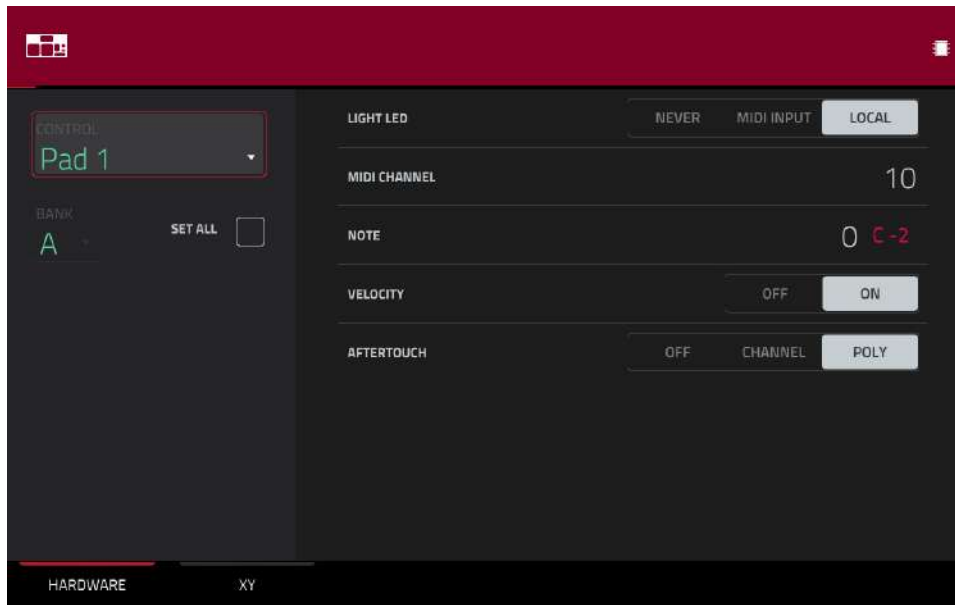 CONTROL
Pad 1
BANK
A
SET ALL
LIGHT LED NEVER MIDI INPUT LOCAL
MIDI CHANNEL 10
NOTE 0 C -2
VELOCITY OFF ON
AFTERTOUCH OFF CHANNEL POLY
HARDWARE XY